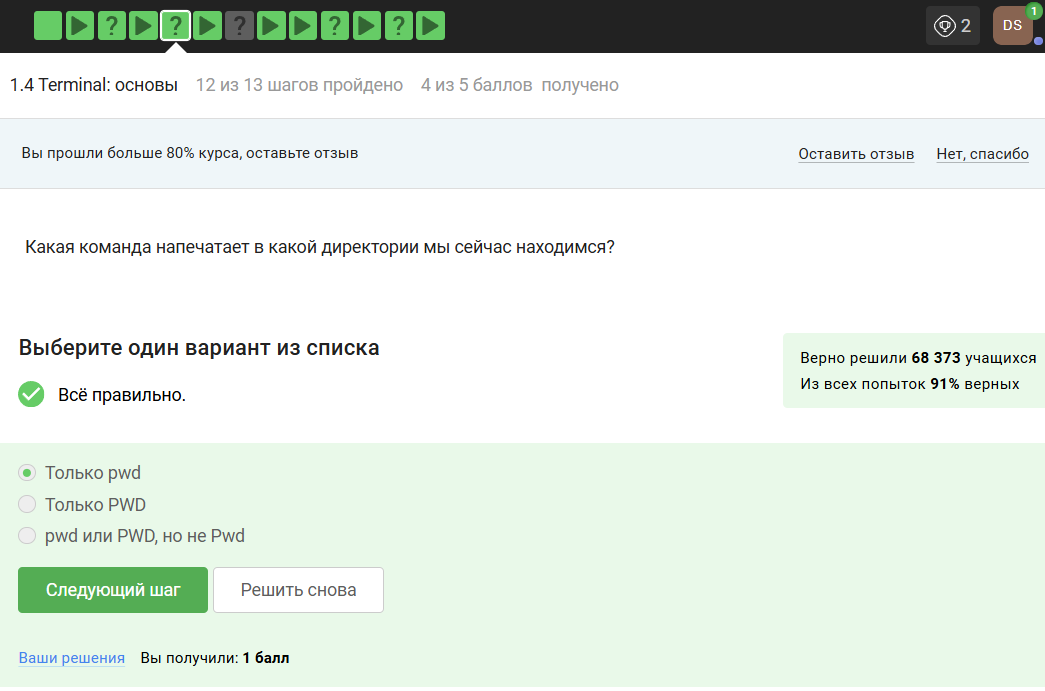 ? ? ? ? ?
2
DS
1
1.4 Terminal: основы 12 из 13 шагов пройдено 4 из 5 баллов получено
Вы прошли больше 80% курса, оставьте отзыв Оставить отзыв Нет, спасибо
Какая команда напечатает в какой директории мы сейчас находимся?
Выберите один вариант из списка
Всё правильно.
Верно решили 68 373 учащихся
Из всех попыток 91% верных
Только pwd
Только PWD
pwd или PWD, но не Pwd
Следующий шаг Решить снова
Ваши решения Вы получили: 1 балл